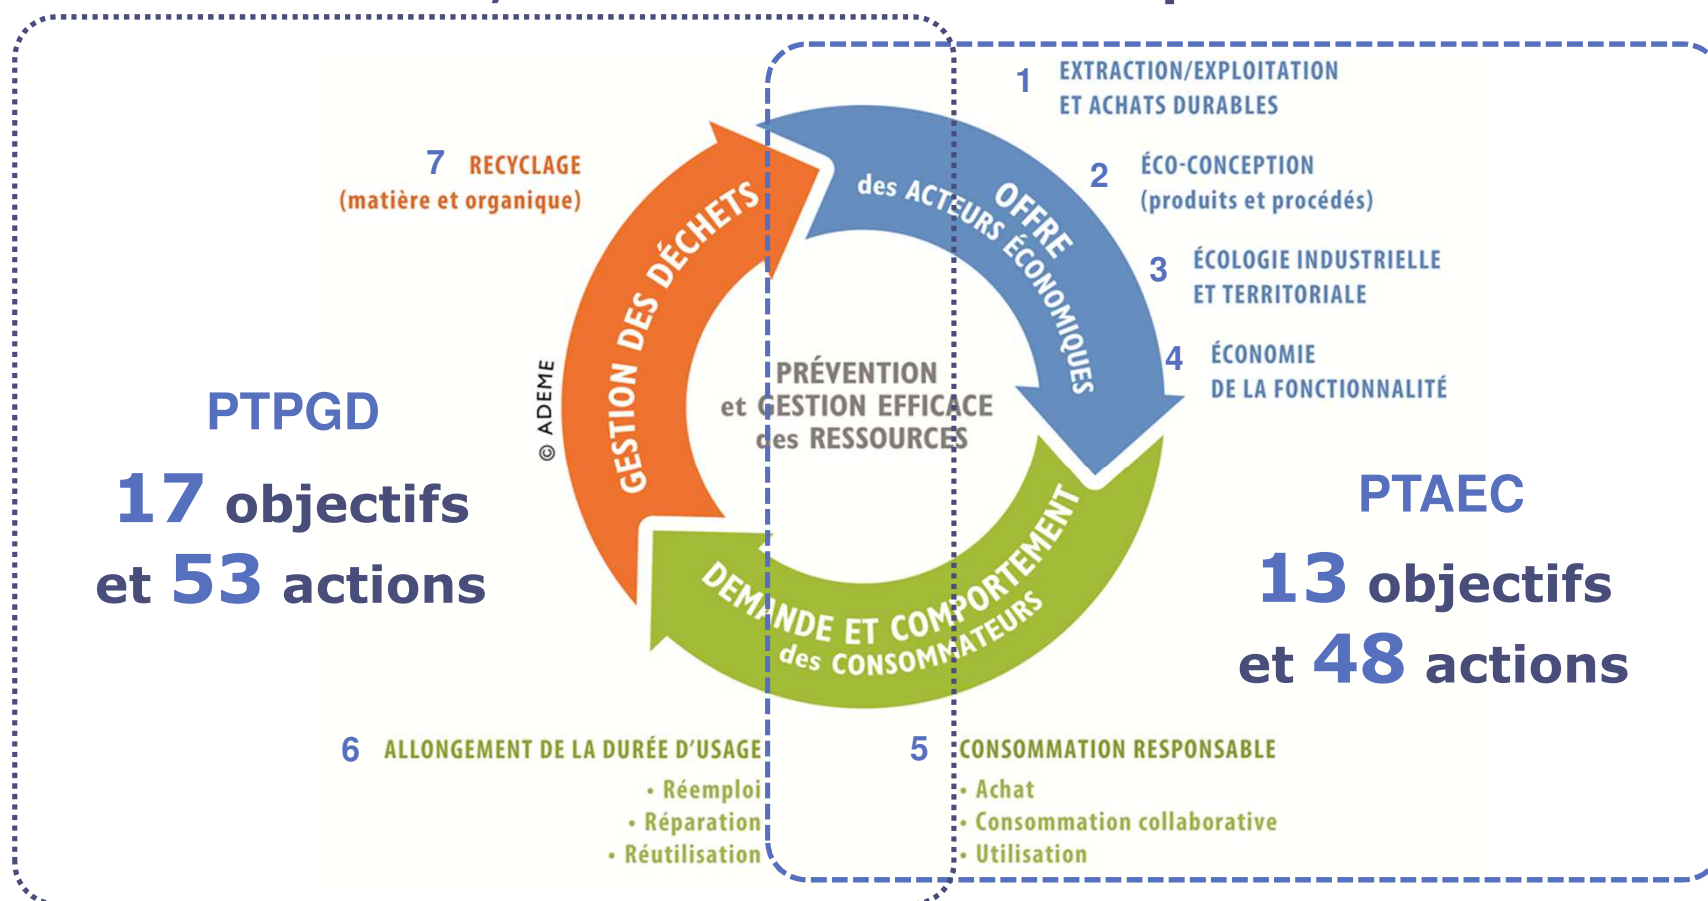 1 EXTRACTION/EXPLOITATION
ET ACHATS DURABLES
2 ÉCO-CONCEPTION
(produits et procédés)
3 ÉCOLOGIE INDUSTRIELLE
ET TERRITORIALE
4 ÉCONOMIE
DE LA FONCTIONNALITÉ
7 RECYCLAGE
(matière et organique)
OFFRE
des ACTEURS ÉCONOMIQUES
GESTION DES DÉCHETS
PRÉVENTION
et GESTION EFFICACE
des RESSOURCES
© ADEME
DEMANDE ET COMPORTEMENT
des CONSOMMATEURS
PTPGD
17 objectifs
et 53 actions
PTAEC
13 objectifs
et 48 actions
6 ALLONGEMENT DE LA DURÉE D'USAGE
• Réemploi
• Réparation
• Réutilisation
5 CONSOMMATION RESPONSABLE
• Achat
• Consommation collaborative
• Utilisation